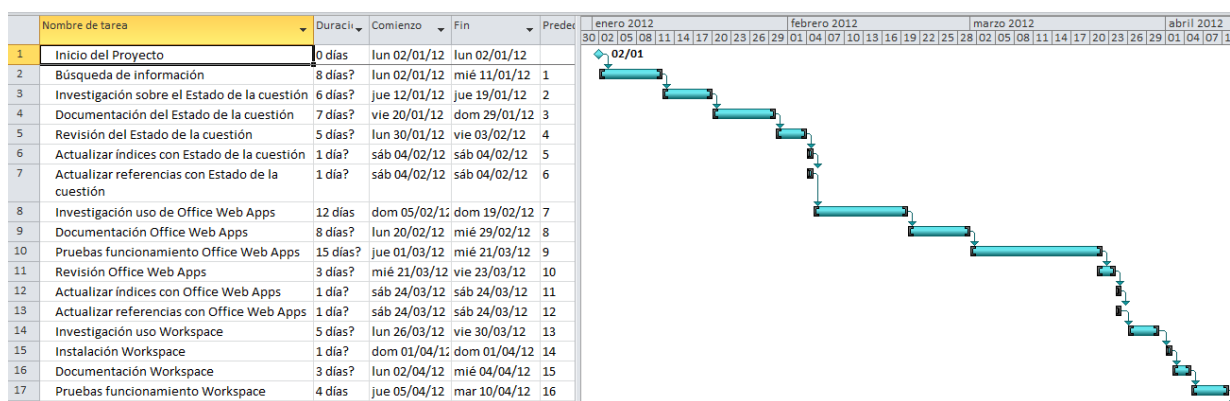 Nombre de tarea Duració Comienzo Fin Predec enero 2012 febrero 2012 marzo 2012 abril 2012
30 02 05 08 11 14 17 20 23 26 29 01 04 07 10 13 16 19 22 25 28 02 05 08 11 14 17 20 23 26 29 01 04 07 1
1 Inicio del Proyecto 0 días lun 02/01/12 lun 02/01/12 02/01
2 Búsqueda de información 8 días? lun 02/01/12 mié 11/01/12 1
3 Investigación sobre el Estado de la cuestión 6 días? jue 12/01/12 jue 19/01/12 2
4 Documentación del Estado de la cuestión 7 días? vie 20/01/12 dom 29/01/12 3
5 Revisión del Estado de la cuestión 5 días? lun 30/01/12 vie 03/02/12 4
6 Actualizar índices con Estado de la cuestión 1 día? sáb 04/02/12 sáb 04/02/12 5
7 Actualizar referencias con Estado de la 1 día? sáb 04/02/12 sáb 04/02/12 6
cuestión
8 Investigación uso de Office Web Apps 12 días dom 05/02/12 dom 19/02/12 7
9 Documentación Office Web Apps 8 días? lun 20/02/12 mié 29/02/12 8
10 Pruebas funcionamiento Office Web Apps 15 días? jue 01/03/12 mié 21/03/12 9
11 Revisión Office Web Apps 3 días? mié 21/03/12 vie 23/03/12 10
12 Actualizar índices con Office Web Apps 1 día? sáb 24/03/12 sáb 24/03/12 11
13 Actualizar referencias con Office Web Apps 1 día? sáb 24/03/12 sáb 24/03/12 12
14 Investigación uso Workspace 5 días? lun 26/03/12 vie 30/03/12 13
15 Instalación Workspace 1 día? dom 01/04/12 dom 01/04/12 14
16 Documentación Workspace 3 días? lun 02/04/12 mié 04/04/12 15
17 Pruebas funcionamiento Workspace 4 días jue 05/04/12 mar 10/04/12 16